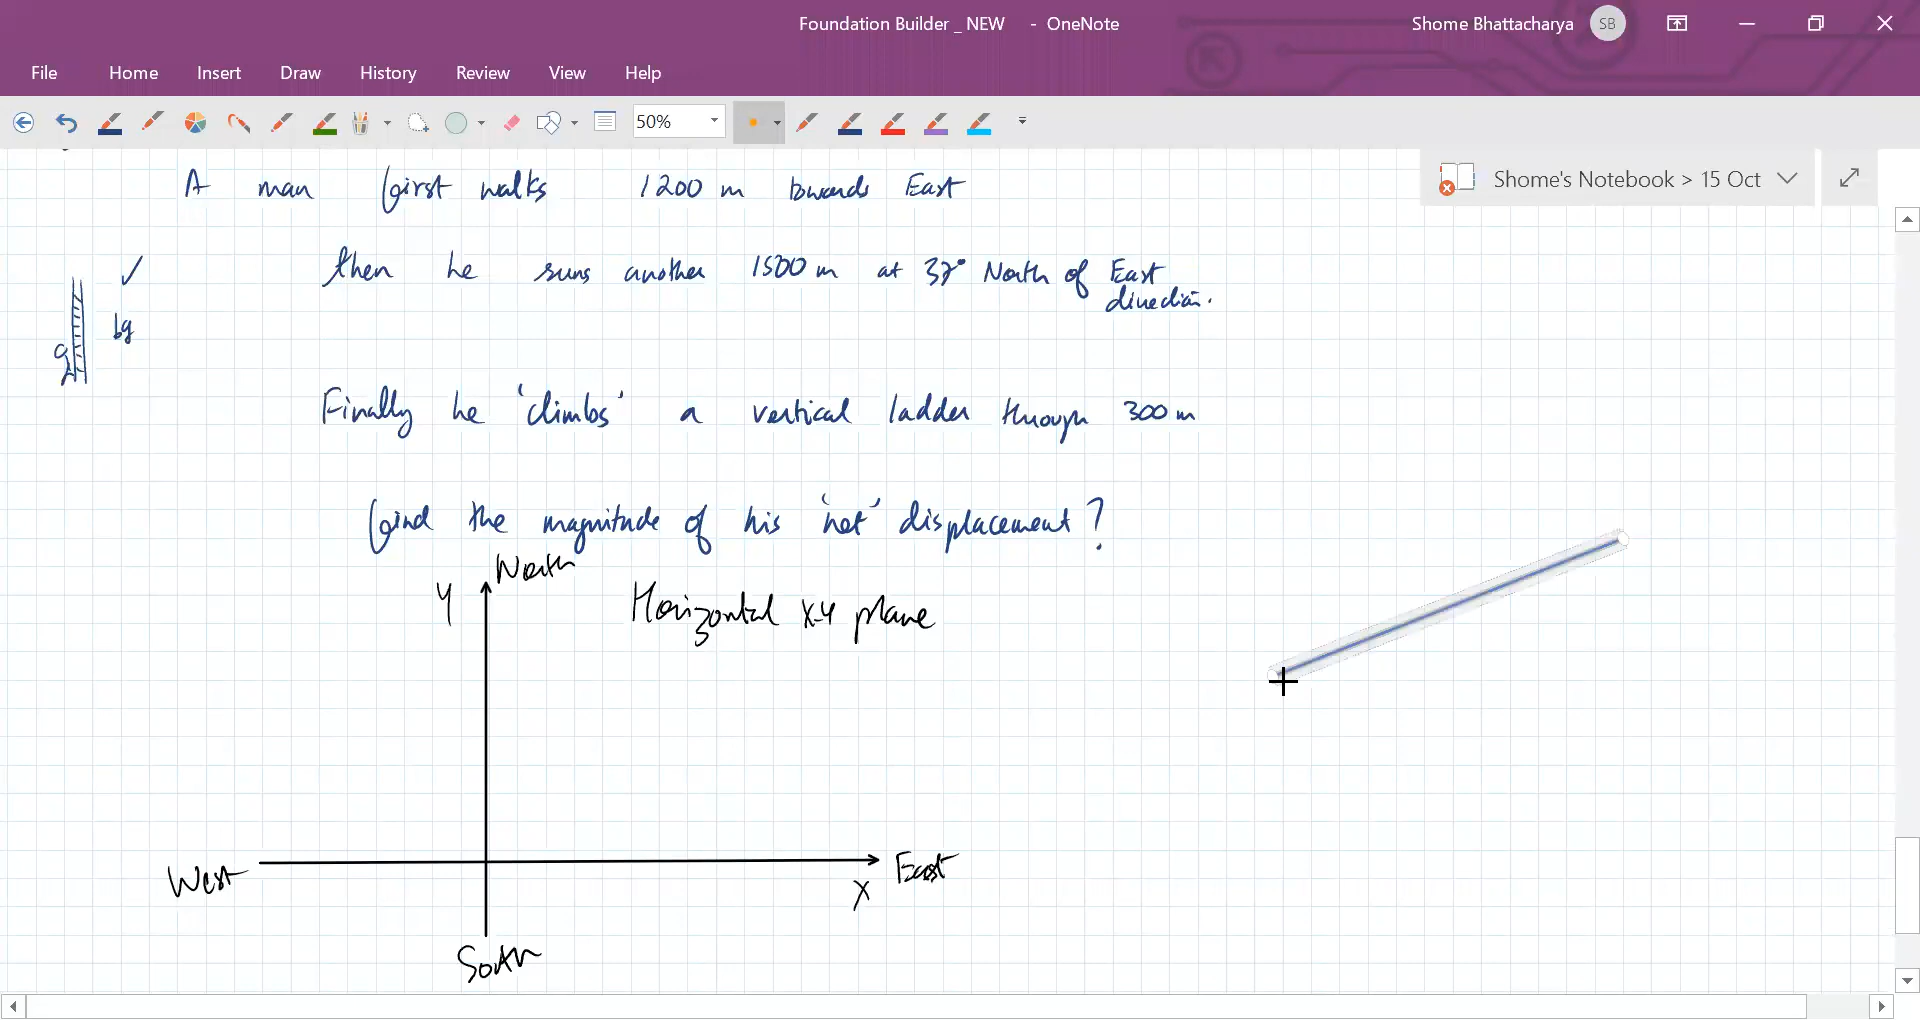 Foundation Builder _ NEW - OneNote
Shome Bhattacharya SB
File Home Insert Draw History Review View Help
50%
Shome's Notebook > 15 Oct
A man first walks 1200 m towards East
then he runs another 1500 m at 37° North of East
direction.
by
Finally he 'climbs' a vertical ladder through 300 m
find the magnitude of his 'net' displacement?
Y North
Horizontal X-Y plane
West
X East
South